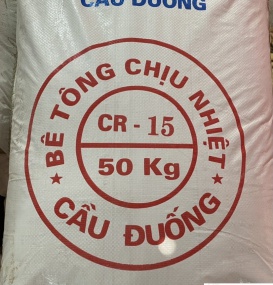 CẦU ĐUỐNG
BÊ TÔNG CHỊU NHIỆT
CR - 15
50 Kg
CẦU ĐUỐNG